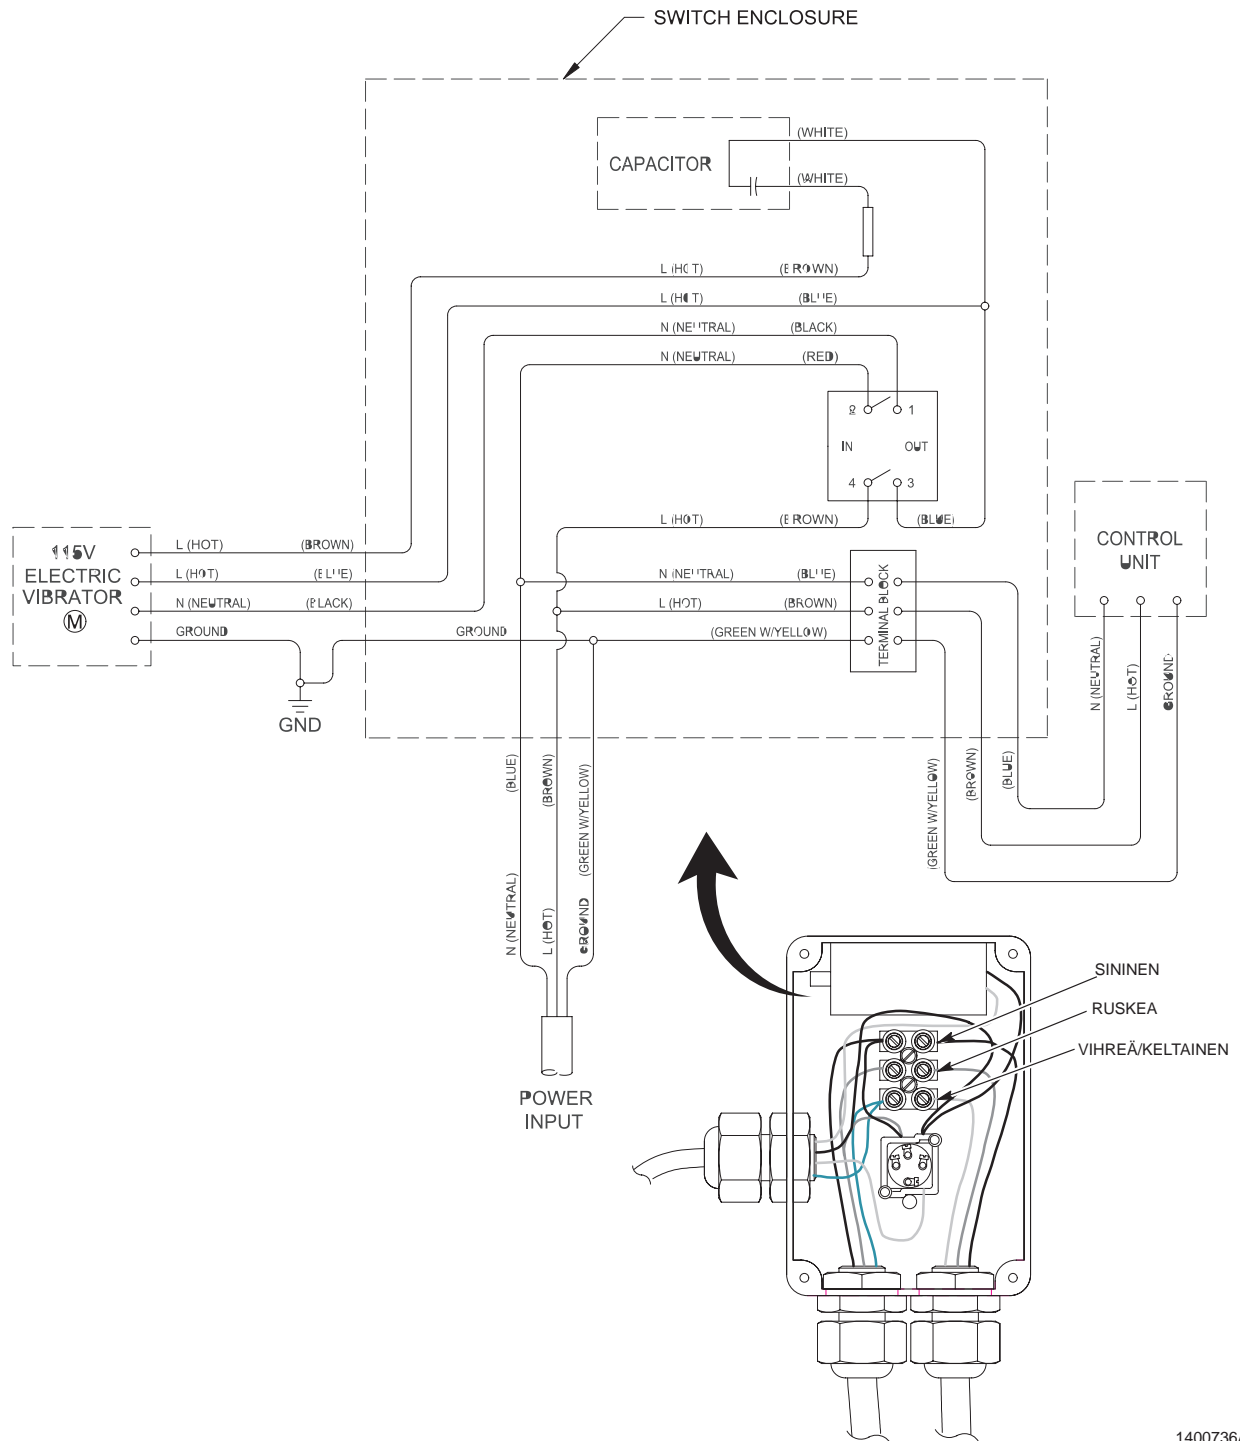 SWITCH ENCLOSURE
(WHITE)
CAPACITOR
(WHITE)
L (HOT) (BROWN)
L (HOT) (BLUE)
N (NEUTRAL) (BLACK)
N (NEUTRAL) (RED)
2 1
IN OUT
4 3
L (HOT) (BROWN) (BLUE)
115V
ELECTRIC
VIBRATOR
M
L (HOT) (BROWN)
L (HOT) (BLUE)
N (NEUTRAL) (BLACK)
GROUND
GND
N (NEUTRAL) (BLUE)
L (HOT) (BROWN)
GROUND (GREEN W/YELLOW)
TERMINAL BLOCK
CONTROL
UNIT
N (NEUTRAL)
L (HOT)
GROUND
(BLUE)
(BROWN)
(GREEN W/YELLOW)
(GREEN W/YELLOW)
(BROWN)
(BLUE)
N (NEUTRAL)
L (HOT)
GROUND
POWER
INPUT
SININEN
RUSKEA
VIHREÄ/KELTAINEN